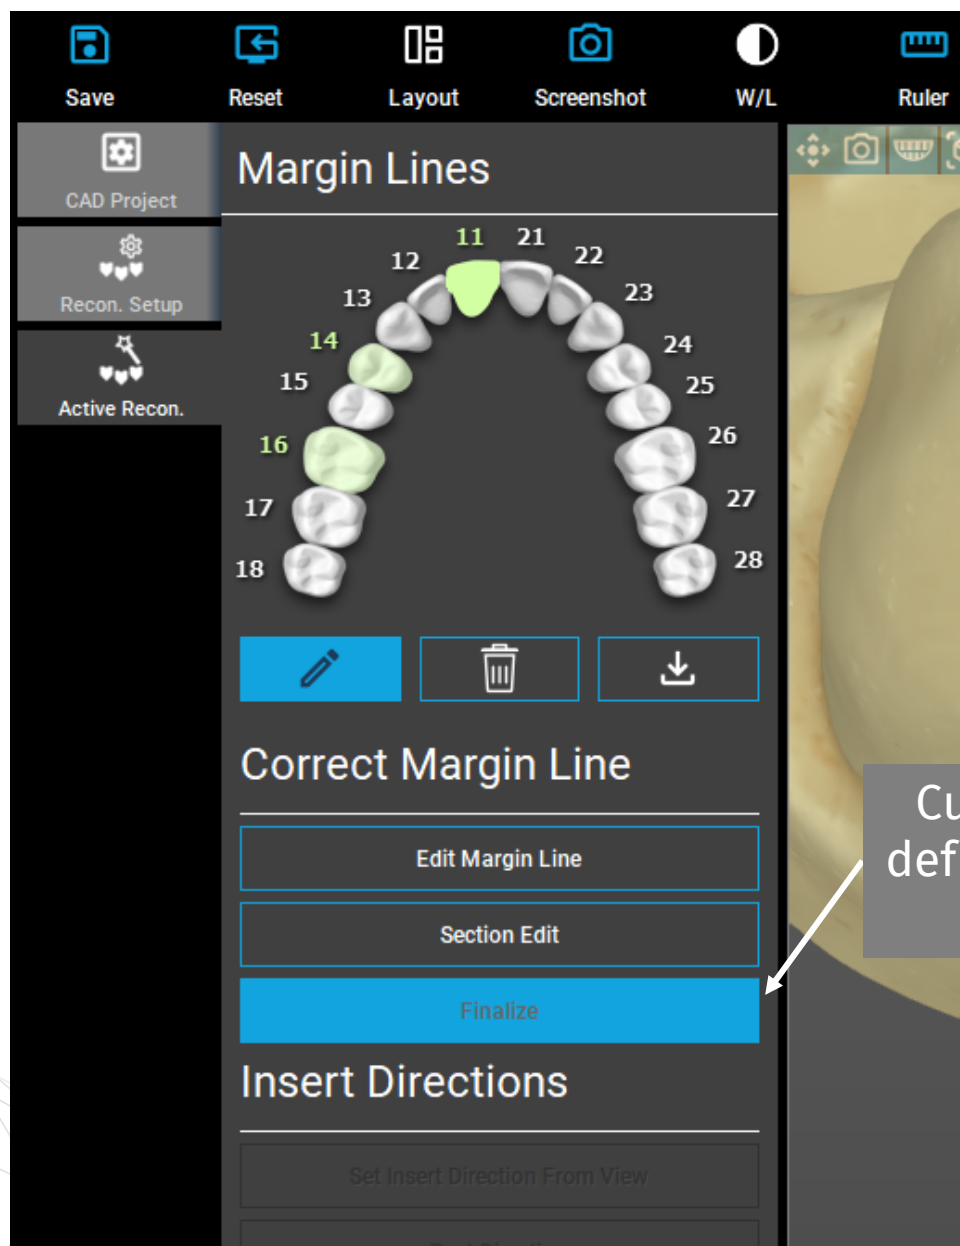 Save Reset Layout Screenshot W/L Ruler
CAD Project
Recon. Setup
Active Recon.
Margin Lines
11 21
12 22
13 23
14 24
15 25
16 26
17 27
18 28
Correct Margin Line
Edit Margin Line
Section Edit
Finalize
Insert Directions
Set Insert Direction From View
Cu
def